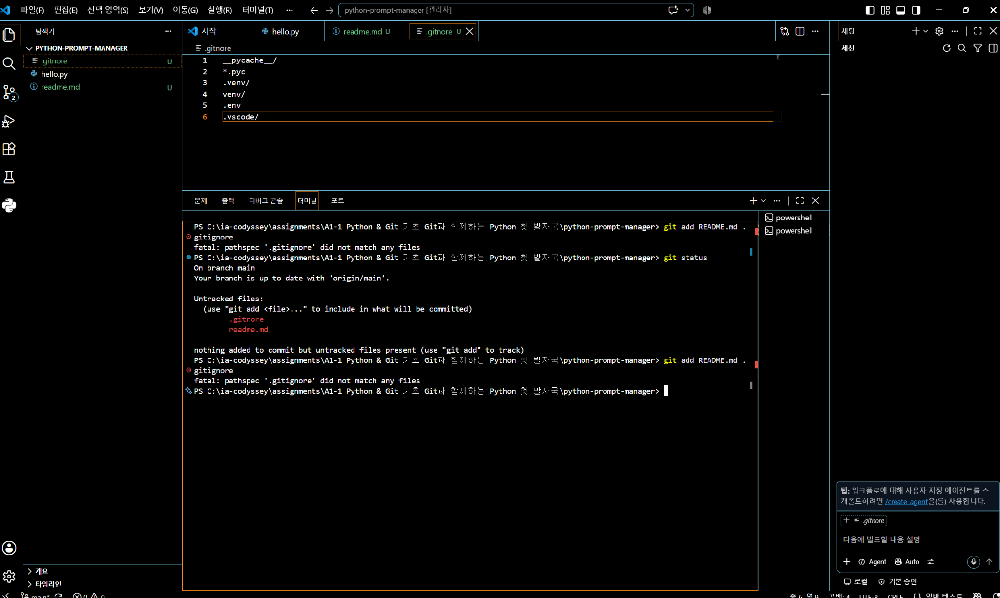 파일(F) 편집(E) 선택 영역(S) 보기(V) 이동(G) 실행(R) 터미널(T) ··· python-prompt-manager [관리자]
탐색기
시작 hello.py readme.md U .gitnore U
채팅
PYTHON-PROMPT-MANAGER
.gitnore U
hello.py
readme.md U
2
.gitnore
1 __pycache__/
2 *.pyc
3 .venv/
4 venv/
5 .env
6 .vscode/
문제 출력 디버그 콘솔 터미널 포트
PS C:\ia-codyssey\assignments\A1-1 Python & Git 기초 Git과 함께하는 Python 첫 발자국\python-prompt-manager> git add README.md .
gitignore
fatal: pathspec '.gitignore' did not match any files
PS C:\ia-codyssey\assignments\A1-1 Python & Git 기초 Git과 함께하는 Python 첫 발자국\python-prompt-manager> git status
On branch main
Your branch is up to date with 'origin/main'.
Untracked files:
(use "git add <file>..." to include in what will be committed)
.gitnore
readme.md
nothing added to commit but untracked files present (use "git add" to track)
PS C:\ia-codyssey\assignments\A1-1 Python & Git 기초 Git과 함께하는 Python 첫 발자국\python-prompt-manager> git add README.md .
gitignore
fatal: pathspec '.gitignore' did not match any files
PS C:\ia-codyssey\assignments\A1-1 Python & Git 기초 Git과 함께하는 Python 첫 발자국\python-prompt-manager>
powershell
powershell
세션
팁: 워크플로에 대해 사용자 지정 에이전트를 스
캐폴드하려면 /create-agent을(를) 사용합니다.
.gitnore
다음에 빌드할 내용 설명
Agent Auto
로컬 기본 승인
개요
타임라인
main* 0 0 줄 6, 열 9 공백: 4 UTF-8 CRLF {} 일반 텍스트